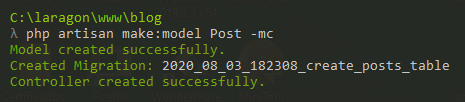 C:\laragon\www\blog
λ php artisan make:model Post -mc
Model created successfully.
Created Migration: 2020_08_03_182308_create_posts_table
Controller created successfully.